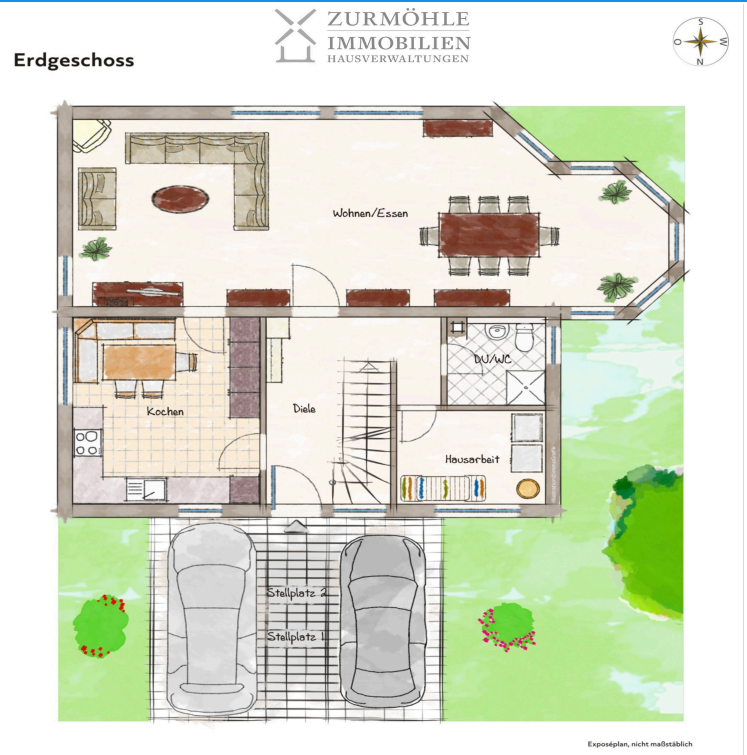 ZURMÖHLE
IMMOBILIEN
HAUSVERWALTUNGEN
Erdgeschoss
S
O
W
N
Wohnen/Essen
DU/WC
Kochen
Diele
Hausarbeit
Stellplatz 2
Stellplatz 1
Exposéplan, nicht maßstäblich